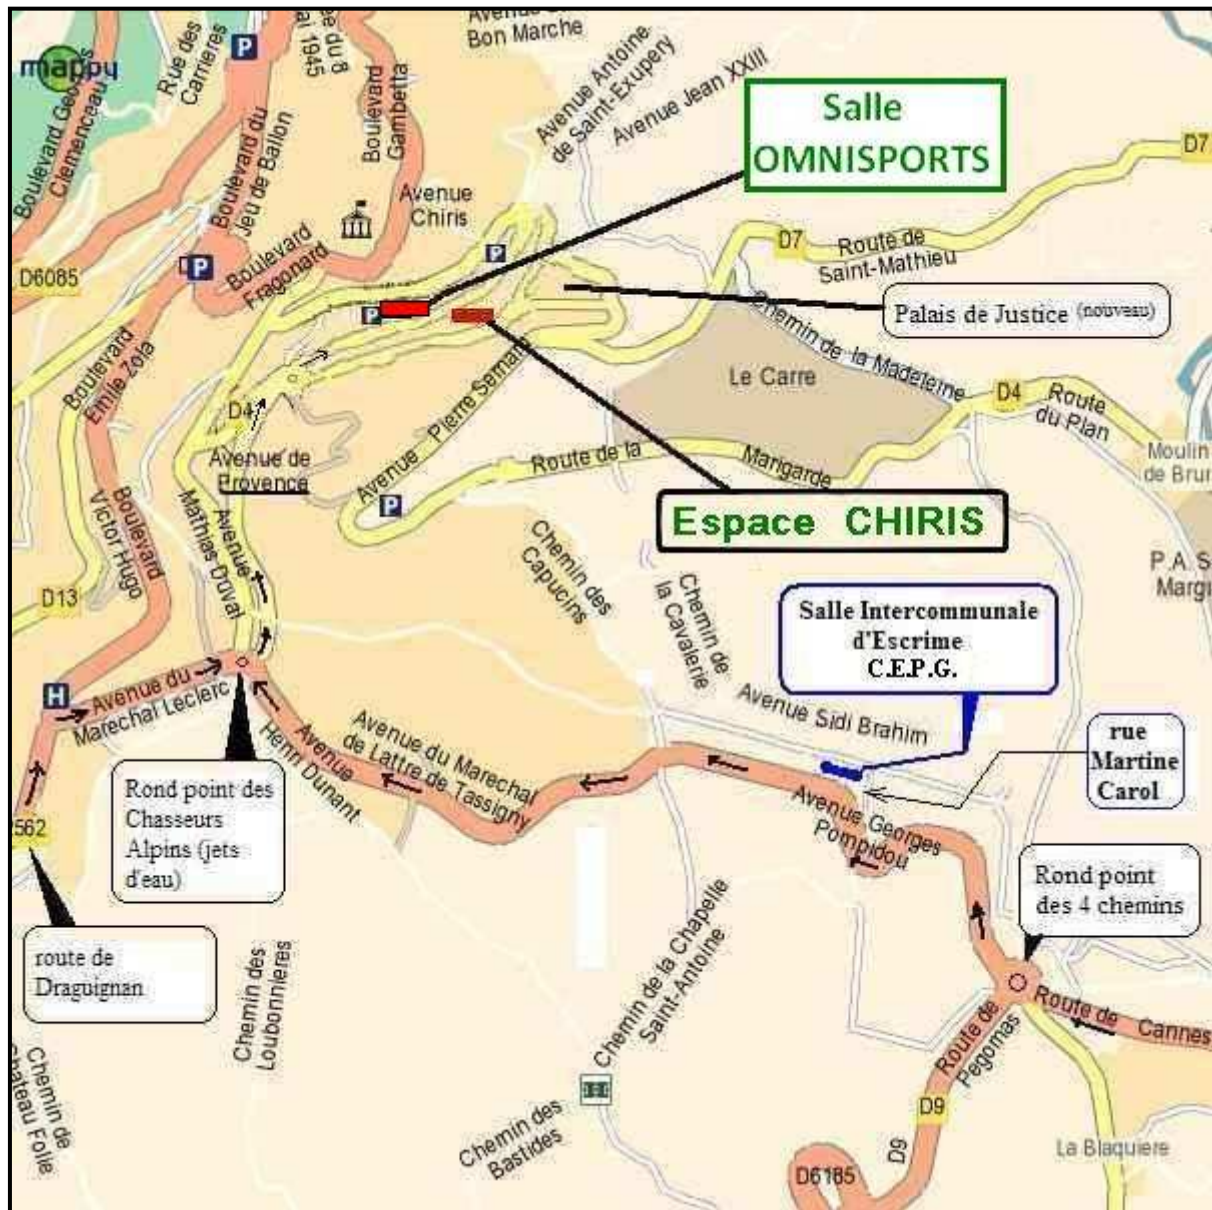 mappy
Rue des
Carrieres
Boulevard Georges
Clemenceau
Boulevard du
Jeu de Ballon
ai 1945
ee du 8
Boulevard
Gambetta
Bon Marche
Avenue Antoine
de Saint-Exupery
Avenue Jean XXIII
Salle
OMNISPORTS
D7
Avenue
Chiris
D6085
Boulevard
Fragonard
D7
Route de
Saint-Mathieu
Palais de Justice (nouveau)
Chemin de la Madeleine
Boulevard
Emile Zola
Le Carre
D4
Route
du Plan
D4
Avenue Pierre Semard
Avenue de
Provence
Route de la
Marigarde
Moulin
de Brun
Espace CHIRIS
Boulevard
Victor Hugo
Avenue
Mathias Duval
Chemin des
Capucins
Chemin de
la Cavalerie
P.A. S
Marg
D13
Salle Intercommunale
d'Escrime
C.E.P.G.
H
Avenue du
Marechal Leclerc
Avenue Sidi Brahim
rue
Martine
Carol
Avenue
Henri Dunant
Avenue du Marechal
de Lattre de Tassigny
Rond point des
Chasseurs
Alpins (jets
d'eau)
562
Avenue Georges
Pompidou
Rond point
des 4 chemins
route de
Draguignan
Chemin des
Loubonnieres
Chemin de la Chapelle
Saint-Antoine
Route de
Cannes
Route de
Pegomas
Chemin de
Chateau Folie
Chemin des
Bastides
D9
D9
D6185
La Blaquiere
P
P
P
P
P